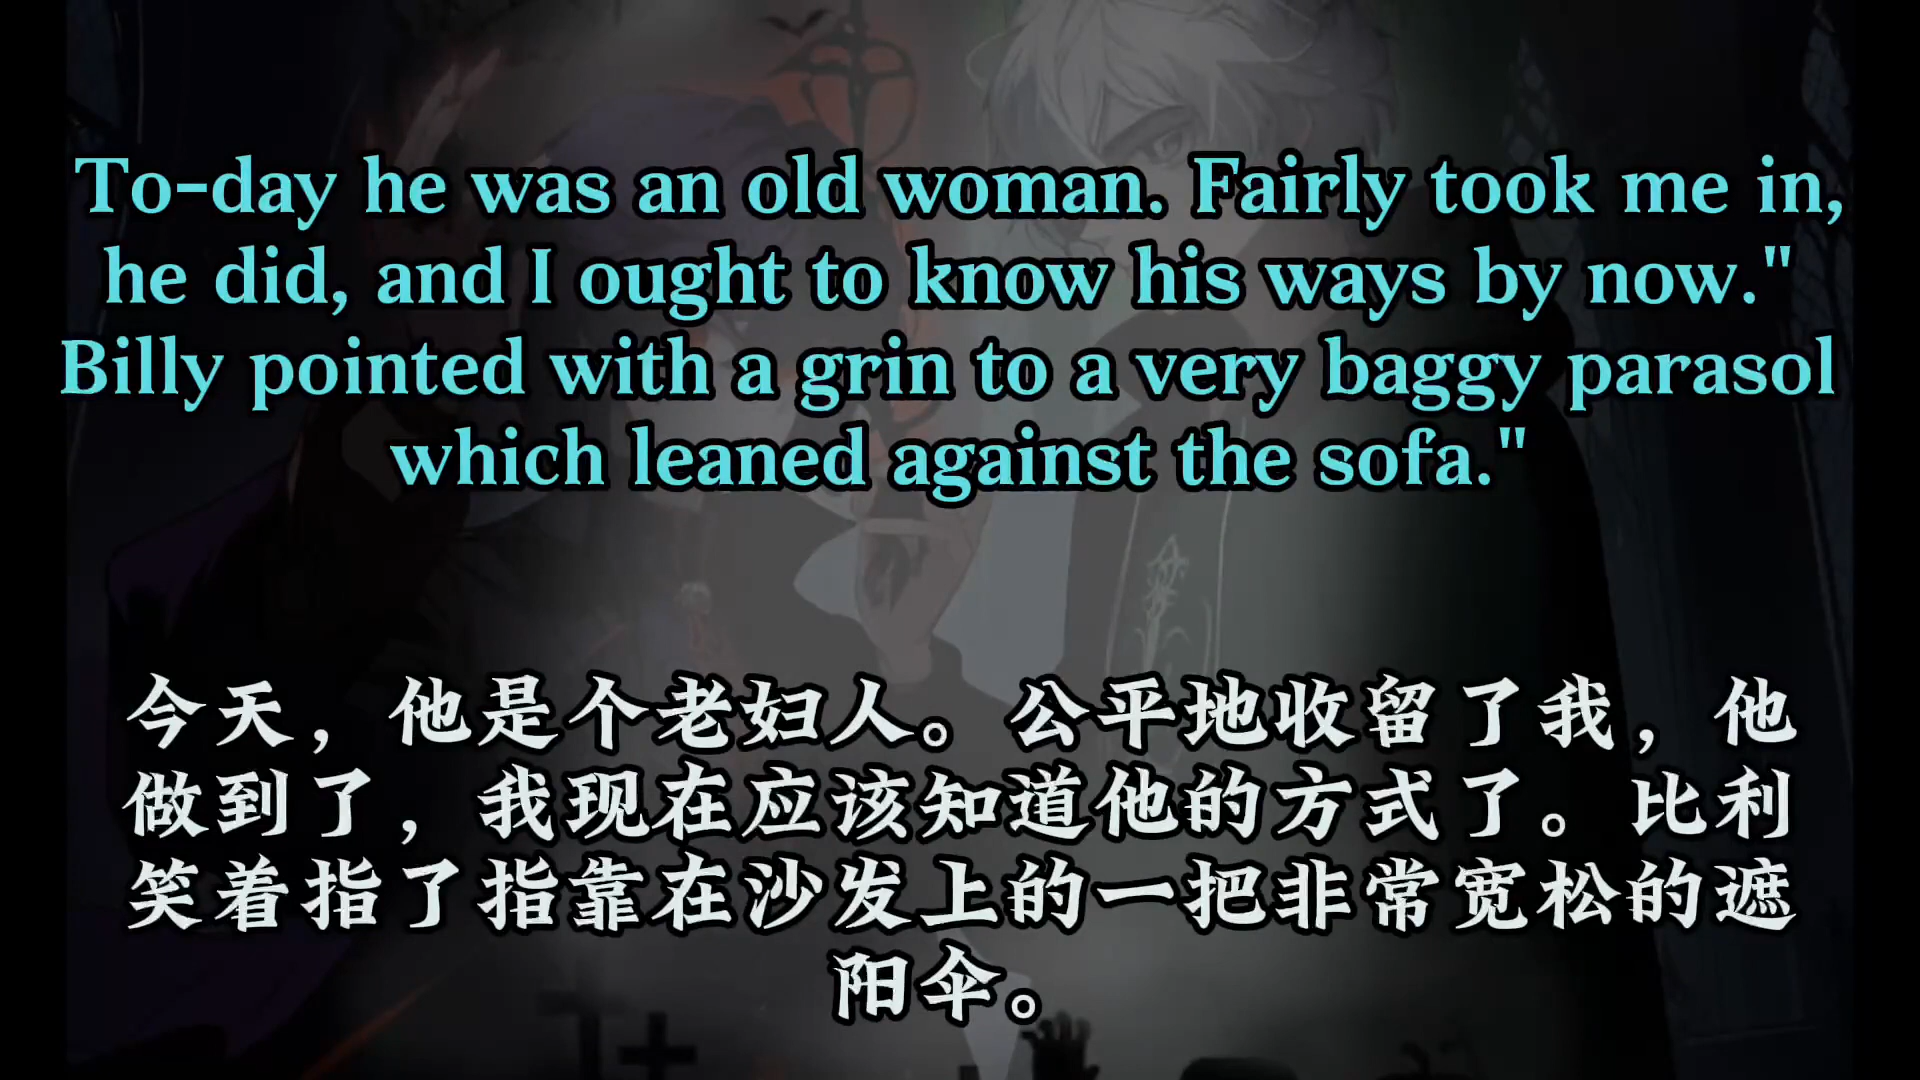 To-day he was an old woman. Fairly took me in,
he did, and I ought to know his ways by now."
Billy pointed with a grin to a very baggy parasol
which leaned against the sofa."
今天，他是个老妇人。公平地收留了我，他
做到了，我现在应该知道他的方式了。比利
笑着指了指靠在沙发上的一把非常宽松的遮
阳伞。